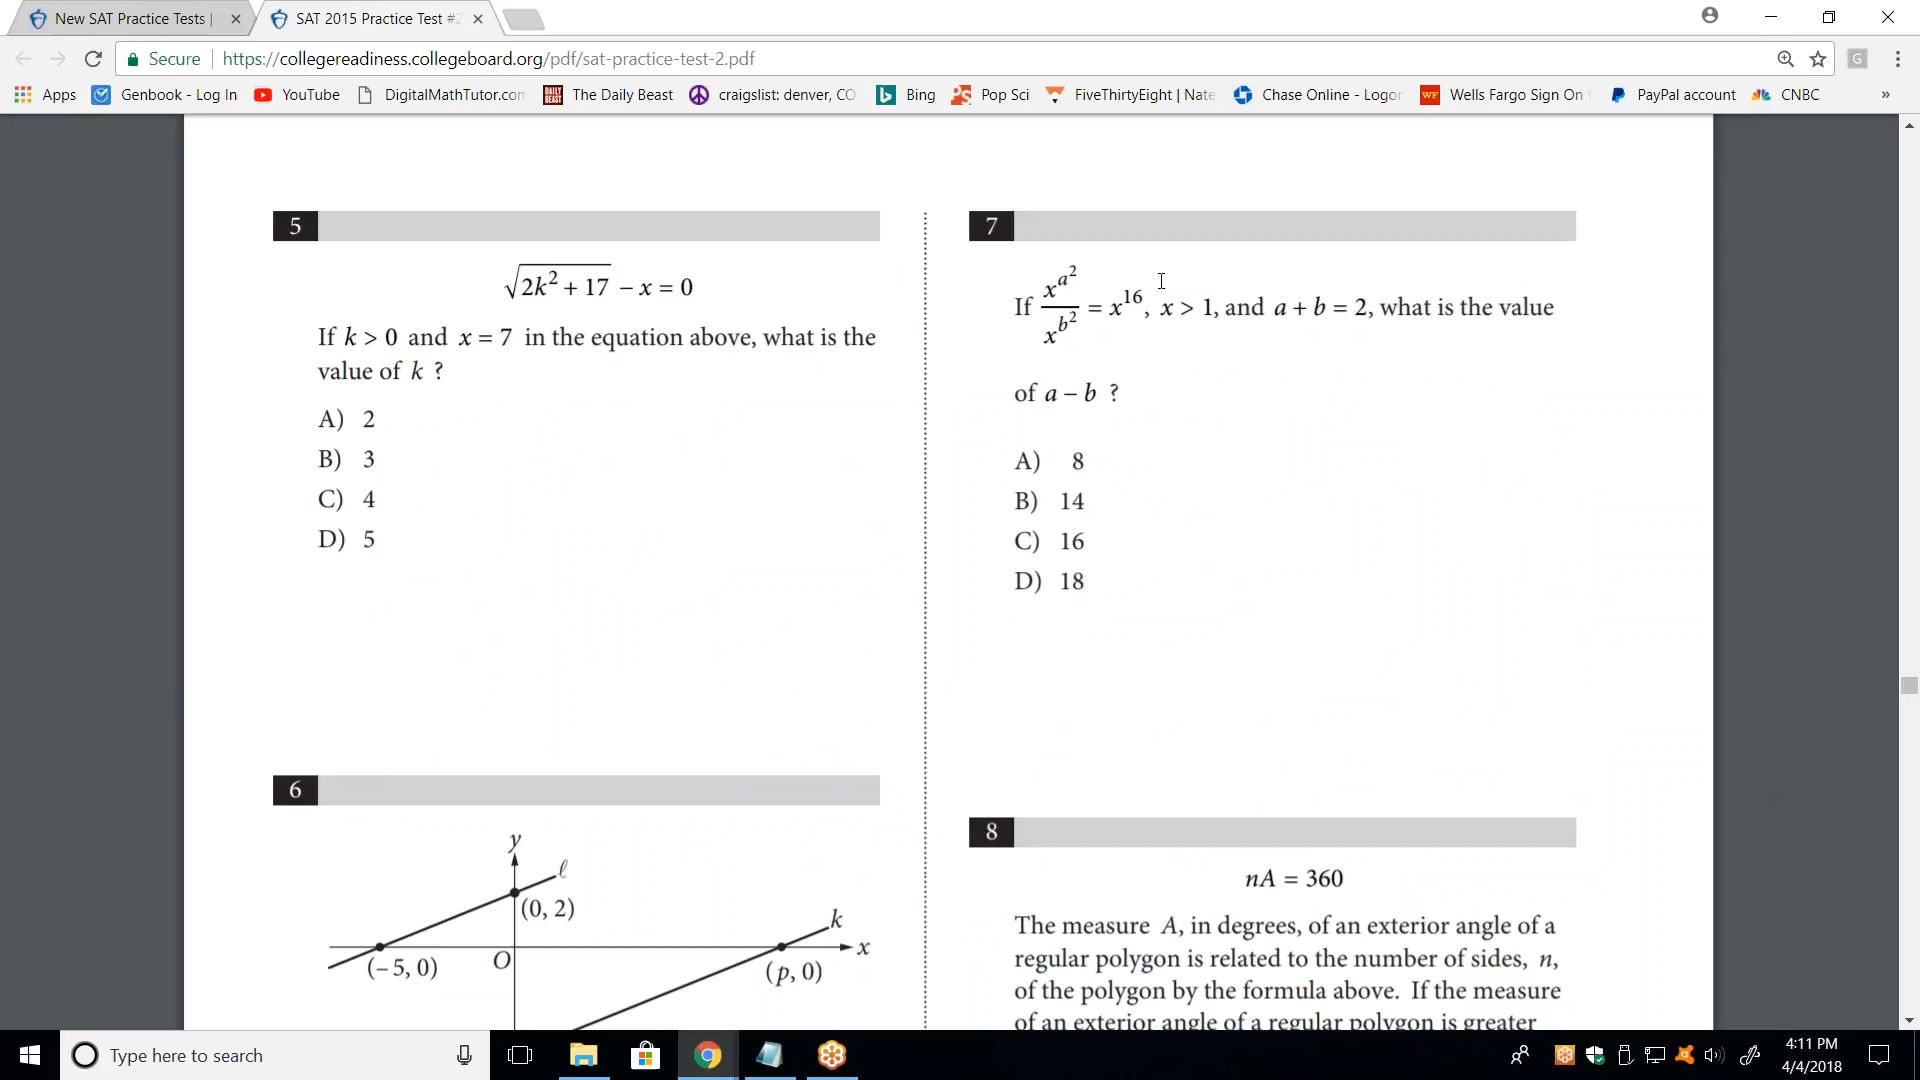 New SAT Practice Tests |
SAT 2015 Practice Test #2
Secure
https://collegereadiness.collegeboard.org/pdf/sat-practice-test-2.pdf
G
Apps
Genbook - Log In
YouTube
DigitalMathTutor.com
DAILY BEAST
The Daily Beast
craigslist: denver, CO
Bing
PS
Pop Sci
FiveThirtyEight | Nate
Chase Online - Logon
WF
Wells Fargo Sign On
PayPal account
CNBC
»
5
√(2k² + 17) − x = 0
If k > 0 and x = 7 in the equation above, what is the
value of k ?
A) 2
B) 3
C) 4
D) 5
6
y
ℓ
(0, 2)
k
x
(−5, 0)
O
(p, 0)
7
If x^(a²) / x^(b²) = x^16, x > 1, and a + b = 2, what is the value
of a − b ?
A) 8
B) 14
C) 16
D) 18
8
nA = 360
The measure A, in degrees, of an exterior angle of a
regular polygon is related to the number of sides, n,
of the polygon by the formula above. If the measure
of an exterior angle of a regular polygon is greater
Type here to search
4:11 PM
4/4/2018